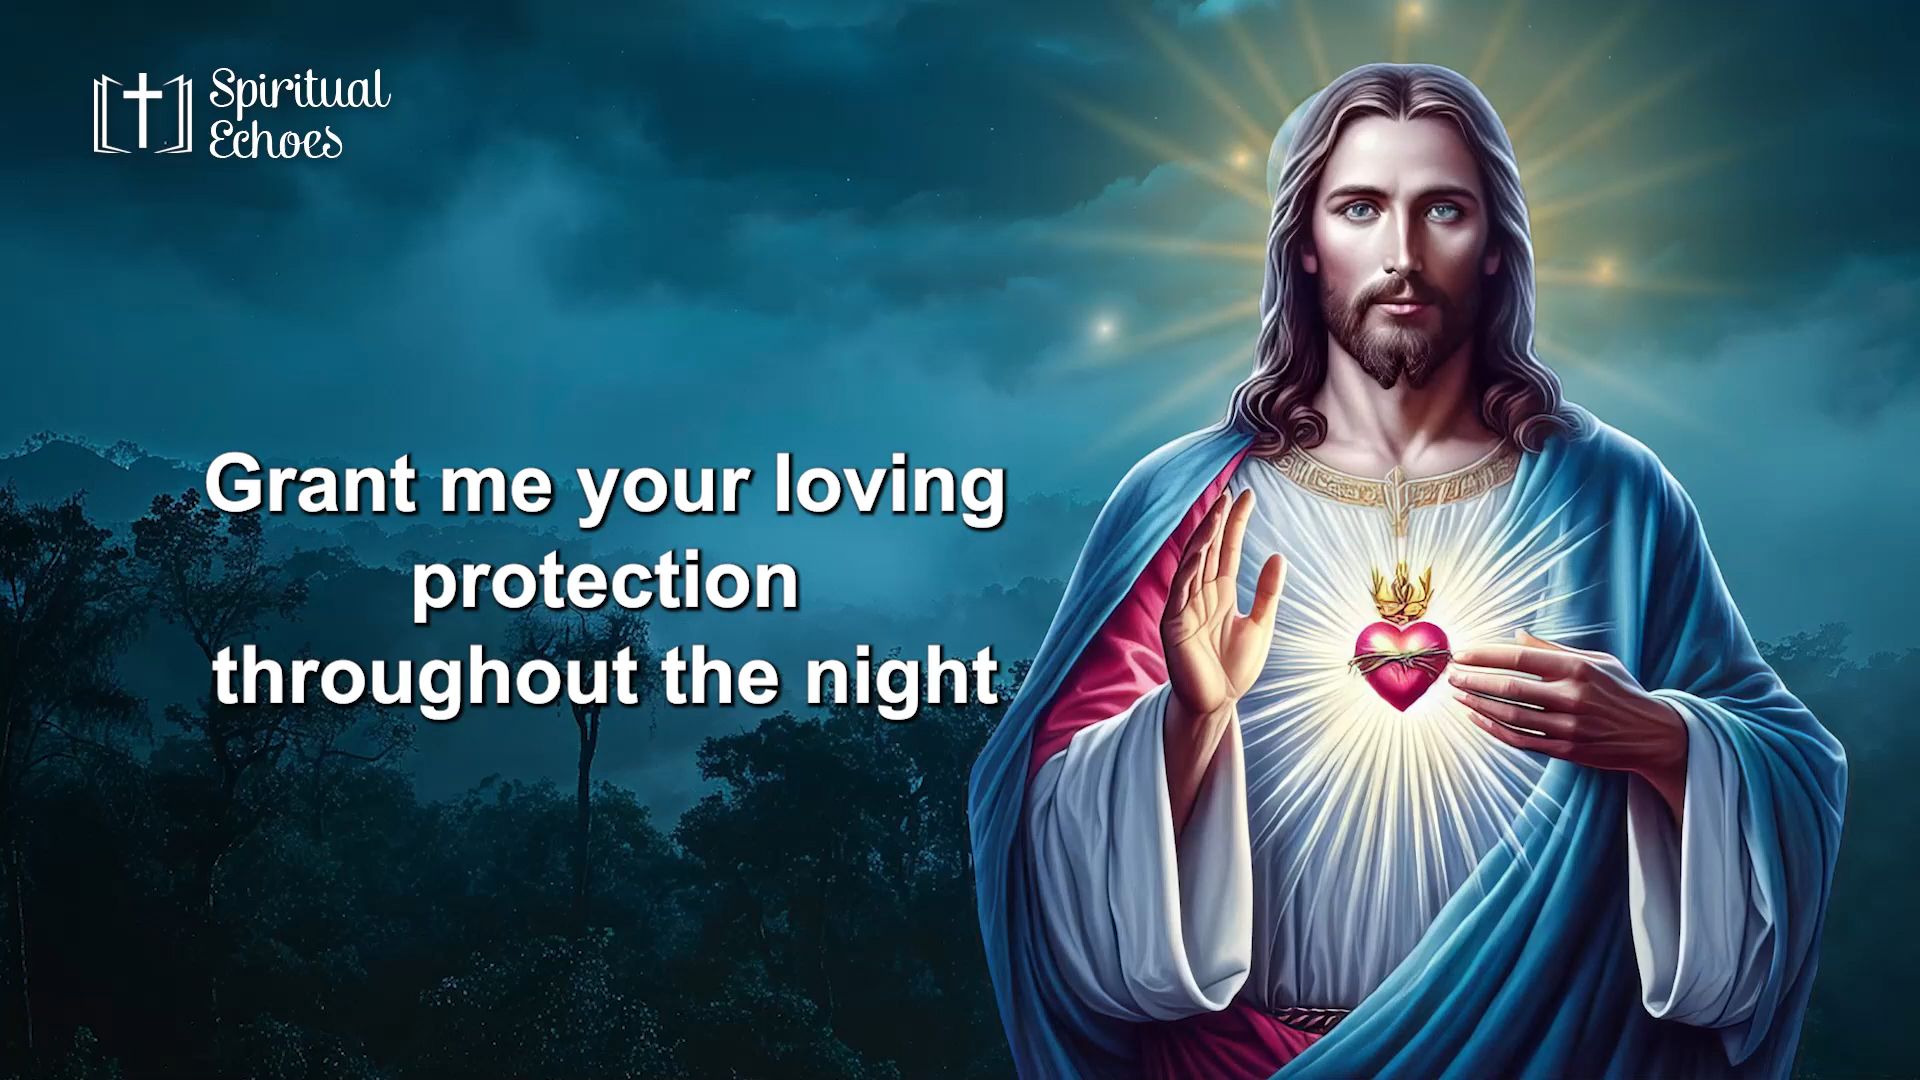 Spiritual
Echoes
Grant me your loving
protection
throughout the night